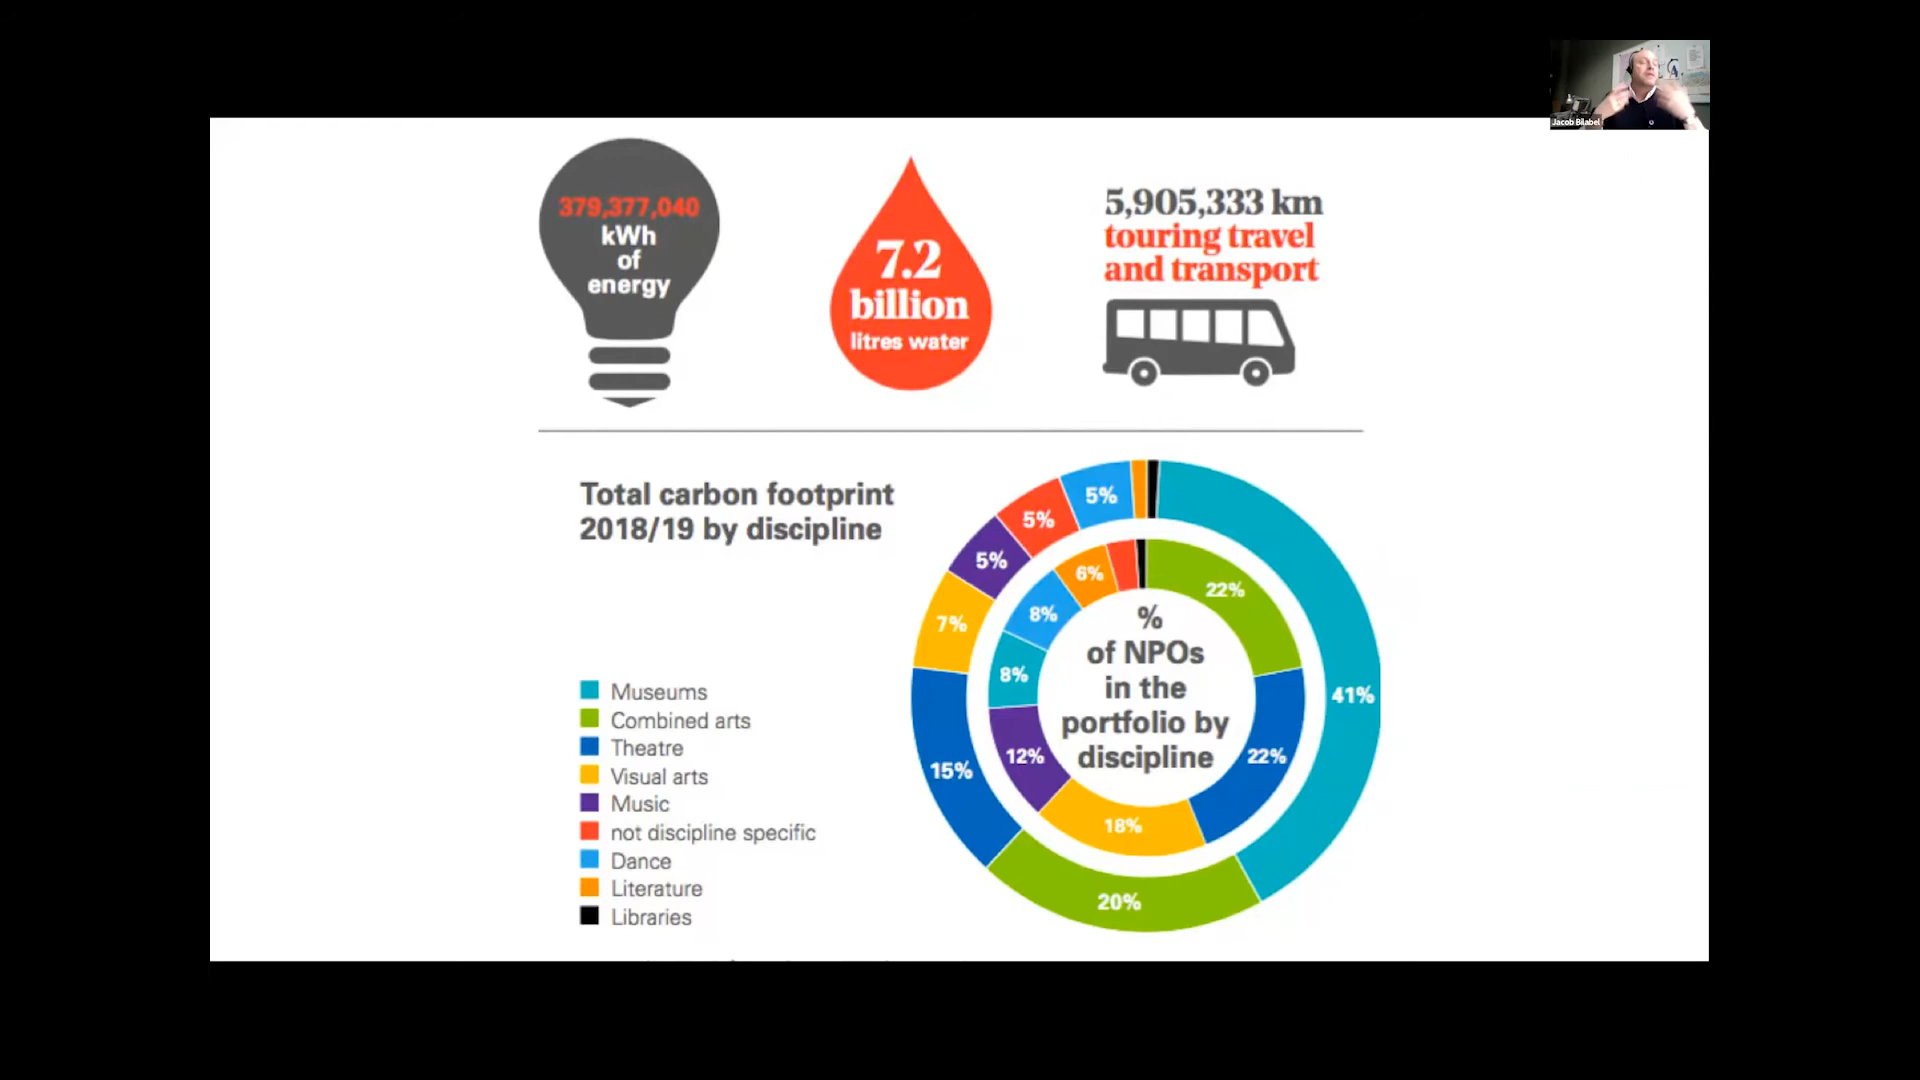 Jacob Bilabel
379,377,040
kWh
of
energy
7.2
billion
litres water
5,905,333 km
touring travel
and transport
Total carbon footprint
2018/19 by discipline
Museums
Combined arts
Theatre
Visual arts
Music
not discipline specific
Dance
Literature
Libraries
5%
5%
5%
7%
15%
20%
41%
6%
8%
8%
12%
18%
22%
22%
%
of NPOs
in the
portfolio by
discipline